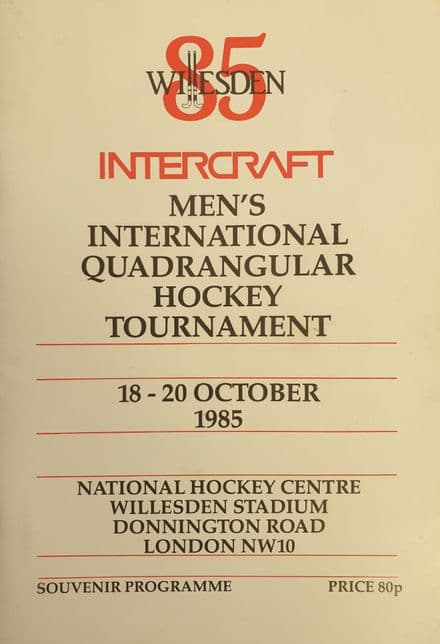 85
WILLESDEN
INTERCRAFT
MEN'S
INTERNATIONAL
QUADRANGULAR
HOCKEY
TOURNAMENT
18 - 20 OCTOBER
1985
NATIONAL HOCKEY CENTRE
WILLESDEN STADIUM
DONNINGTON ROAD
LONDON NW10
SOUVENIR PROGRAMME PRICE 80p